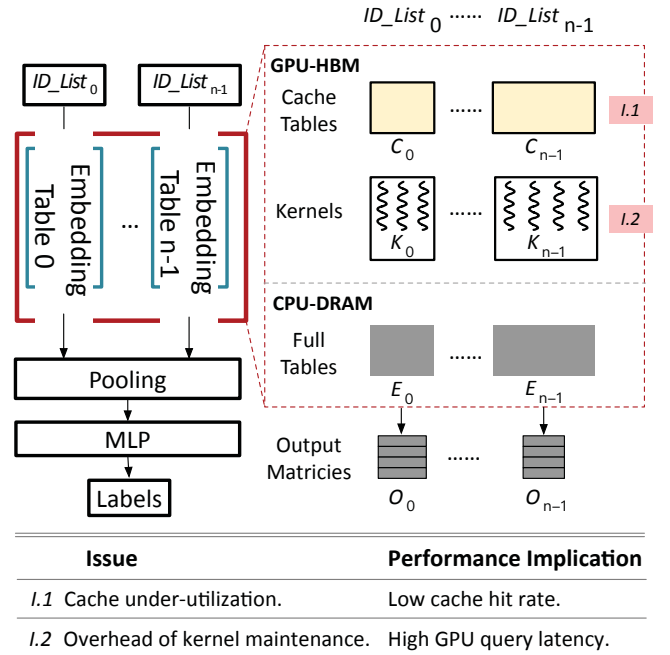 ID_List 0 ...... ID_List n-1
ID_List 0
ID_List n-1
Embedding
Table 0
...
Embedding
Table n-1
Pooling
MLP
Labels
GPU-HBM
Cache
Tables
......
C 0
C n–1
I.1
Kernels
......
K 0
K n–1
I.2
CPU-DRAM
Full
Tables
......
E 0
E n–1
Output
Matricies
......
O 0
O n–1
Issue Performance Implication
I.1 Cache under-utilization. Low cache hit rate.
I.2 Overhead of kernel maintenance. High GPU query latency.